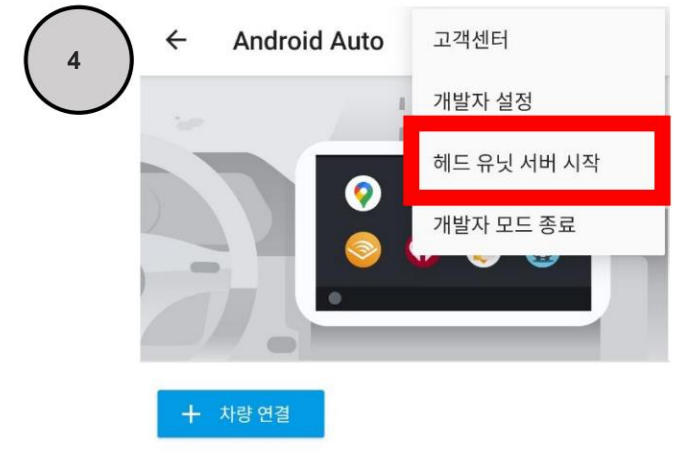 4
Android Auto
고객센터
개발자 설정
헤드 유닛 서버 시작
개발자 모드 종료
+ 차량 연결